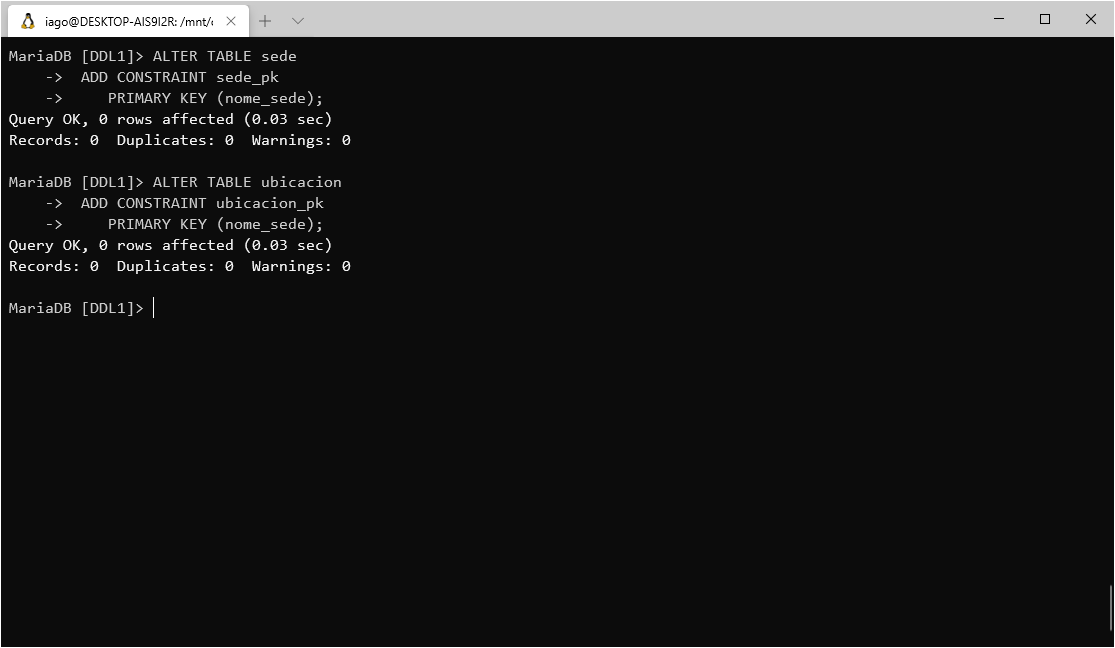 iago@DESKTOP-AIS9I2R: /mnt/
MariaDB [DDL1]> ALTER TABLE sede
    ->  ADD CONSTRAINT sede_pk
    ->     PRIMARY KEY (nome_sede);
Query OK, 0 rows affected (0.03 sec)
Records: 0  Duplicates: 0  Warnings: 0
MariaDB [DDL1]> ALTER TABLE ubicacion
    ->  ADD CONSTRAINT ubicacion_pk
    ->     PRIMARY KEY (nome_sede);
Query OK, 0 rows affected (0.03 sec)
Records: 0  Duplicates: 0  Warnings: 0
MariaDB [DDL1]>